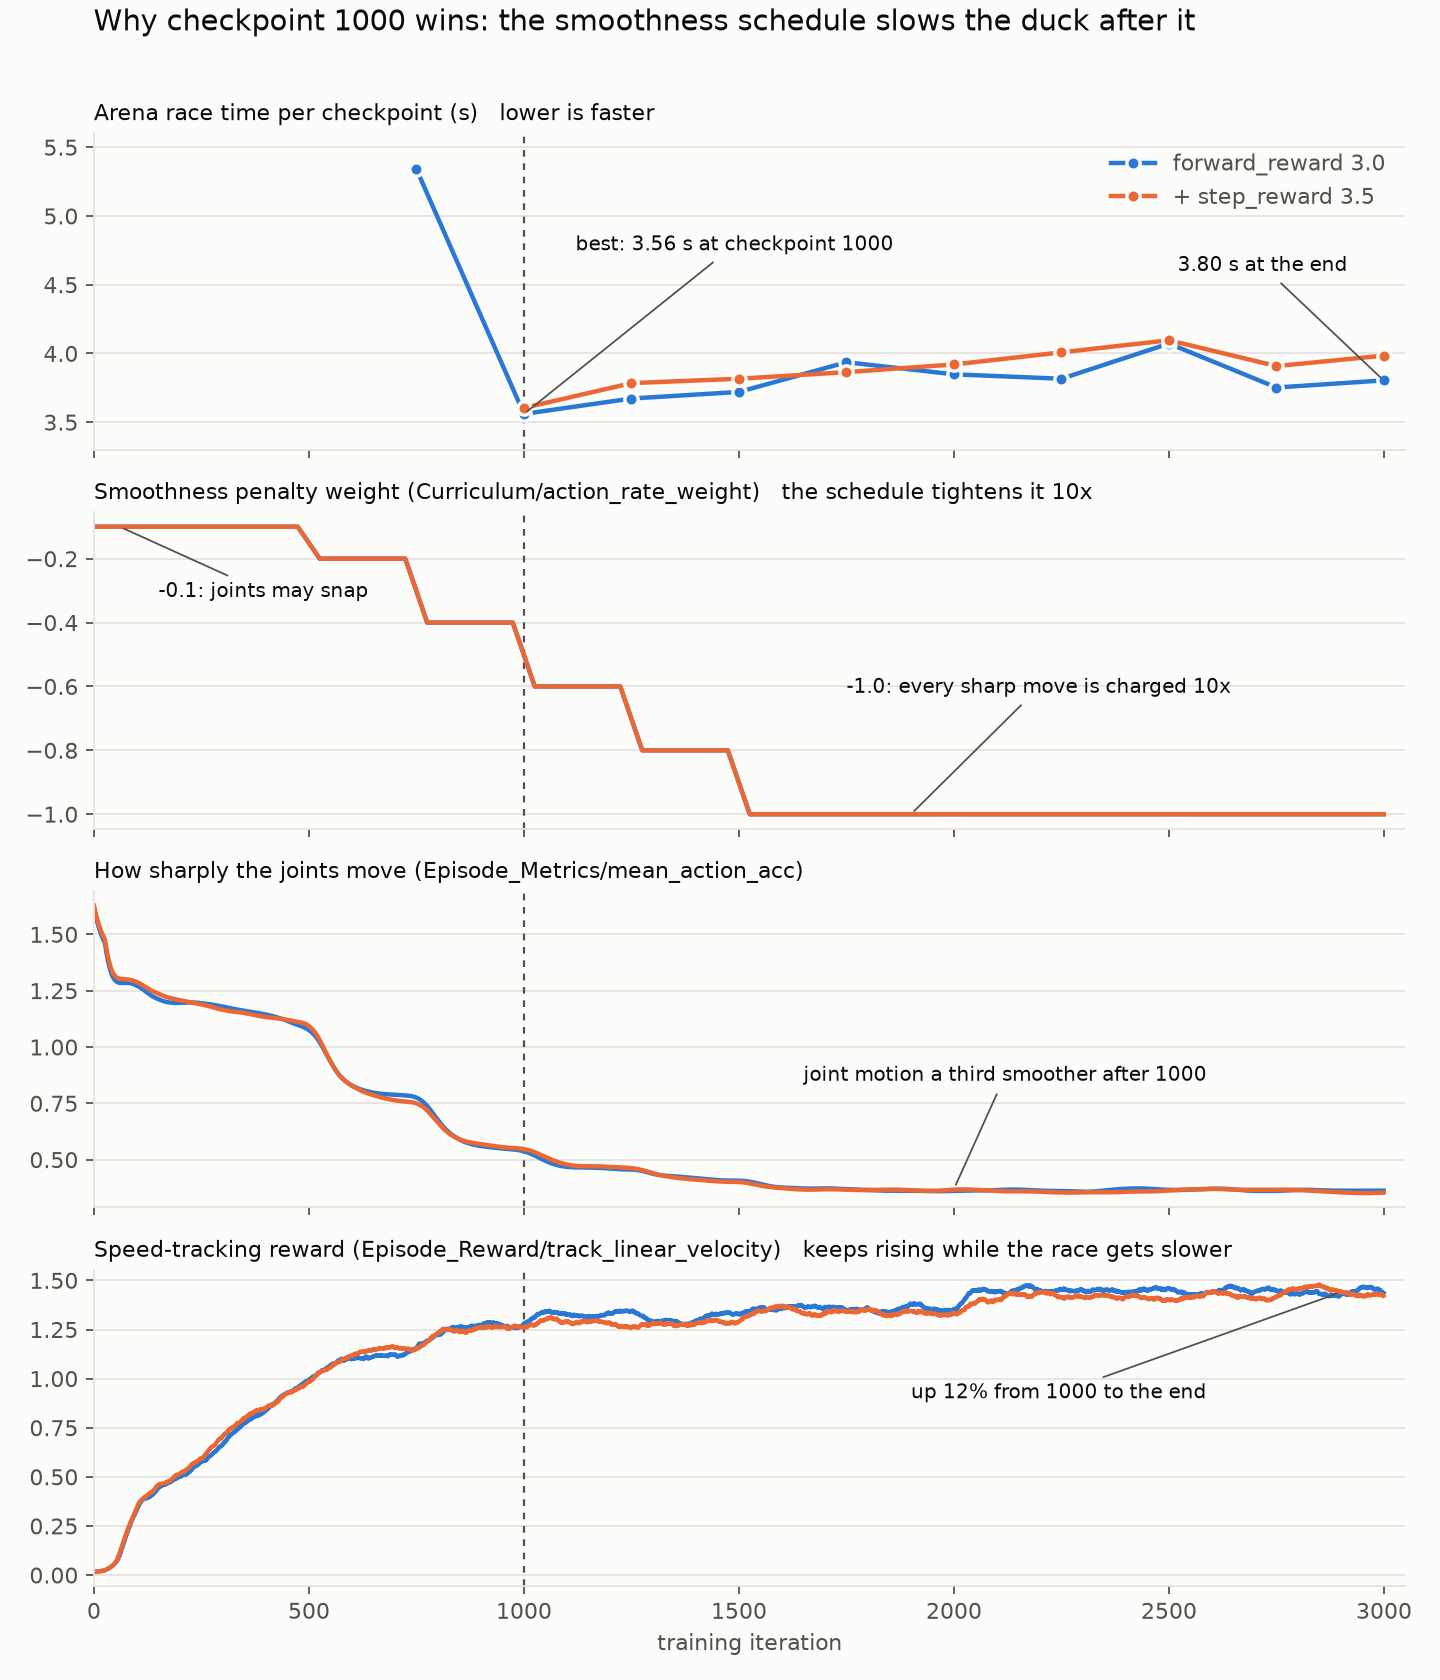 Why checkpoint 1000 wins: the smoothness schedule slows the duck after it
Arena race time per checkpoint (s)   lower is faster
5.5
5.0
4.5
4.0
3.5
forward_reward 3.0
+ step_reward 3.5
best: 3.56 s at checkpoint 1000
3.80 s at the end
Smoothness penalty weight (Curriculum/action_rate_weight)   the schedule tightens it 10x
−0.2
−0.4
−0.6
−0.8
−1.0
-0.1: joints may snap
-1.0: every sharp move is charged 10x
How sharply the joints move (Episode_Metrics/mean_action_acc)
1.50
1.25
1.00
0.75
0.50
joint motion a third smoother after 1000
Speed-tracking reward (Episode_Reward/track_linear_velocity)   keeps rising while the race gets slower
1.50
1.25
1.00
0.75
0.50
0.25
0.00
up 12% from 1000 to the end
0 500 1000 1500 2000 2500 3000
training iteration